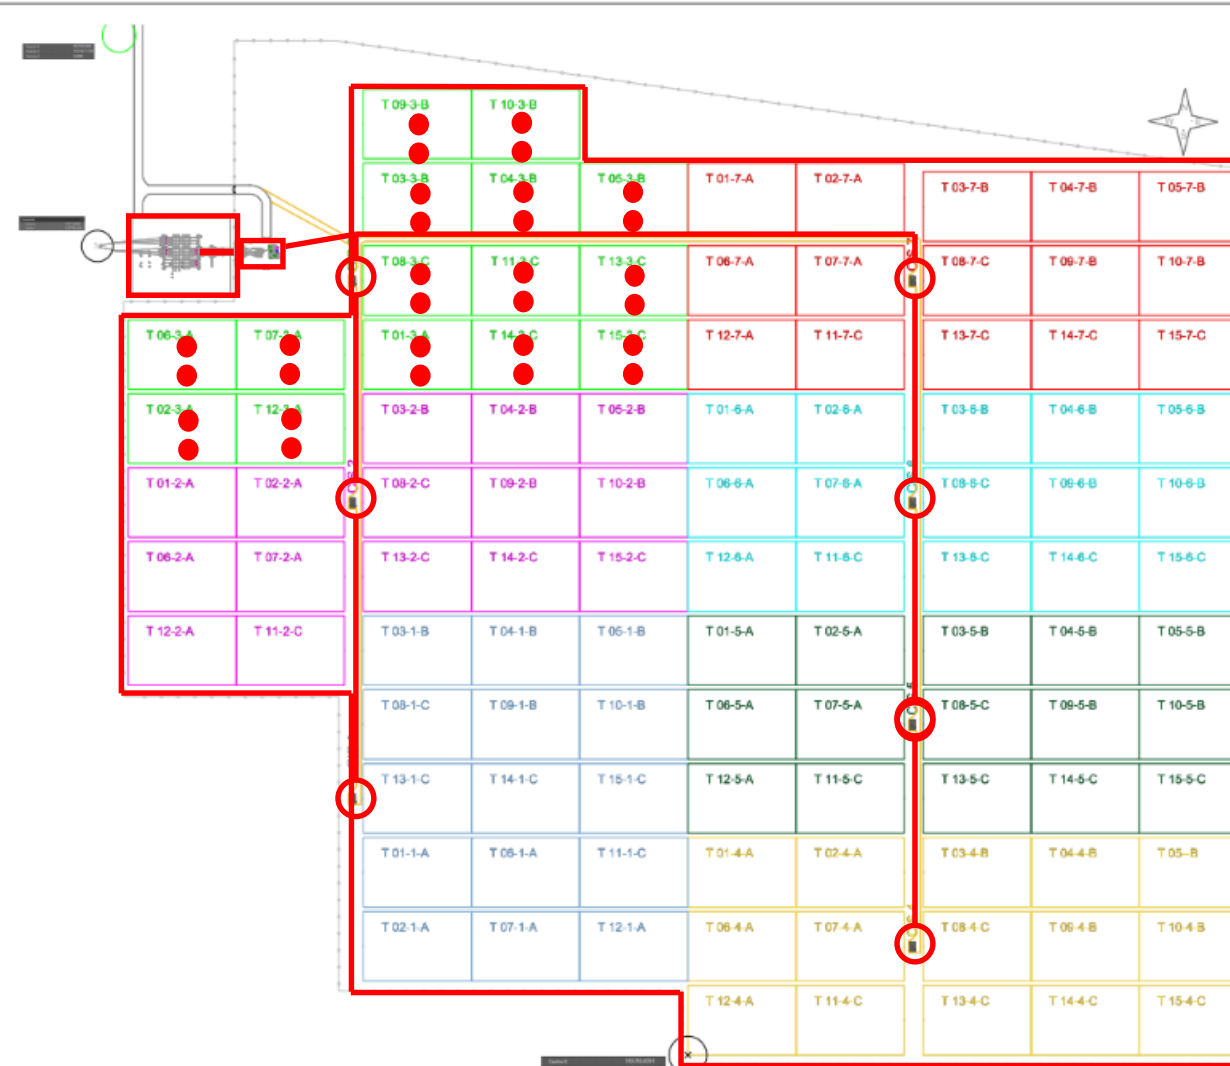 T 09-3-B T 10-3-B
T 03-3-B T 04-3-B T 05-3-B T 01-7-A T 02-7-A T 03-7-B T 04-7-B T 05-7-B
T 08-3-C T 11-3-C T 13-3-C T 06-7-A T 07-7-A T 08-7-C T 09-7-B T 10-7-B
T 06-3-A T 07-3-A T 01-3-A T 14-3-C T 15-3-C T 12-7-A T 11-7-C T 13-7-C T 14-7-C T 15-7-C
T 02-3-A T 12-3-A T 03-2-B T 04-2-B T 05-2-B T 01-6-A T 02-6-A T 03-6-B T 04-6-B T 05-6-B
T 01-2-A T 02-2-A T 08-2-C T 09-2-B T 10-2-B T 06-6-A T 07-6-A T 08-6-C T 09-6-B T 10-6-B
T 06-2-A T 07-2-A T 13-2-C T 14-2-C T 15-2-C T 12-6-A T 11-6-C T 13-6-C T 14-6-C T 15-6-C
T 12-2-A T 11-2-C T 03-1-B T 04-1-B T 05-1-B T 01-5-A T 02-5-A T 03-5-B T 04-5-B T 05-5-B
T 08-1-C T 09-1-B T 10-1-B T 06-5-A T 07-5-A T 08-5-C T 09-5-B T 10-5-B
T 13-1-C T 14-1-C T 15-1-C T 12-5-A T 11-5-C T 13-5-C T 14-5-C T 15-5-C
T 01-1-A T 06-1-A T 11-1-C T 01-4-A T 02-4-A T 03-4-B T 04-4-B T 05--B
T 02-1-A T 07-1-A T 12-1-A T 06-4-A T 07-4-A T 08-4-C T 09-4-B T 10-4-B
T 12-4-A T 11-4-C T 13-4-C T 14-4-C T 15-4-C